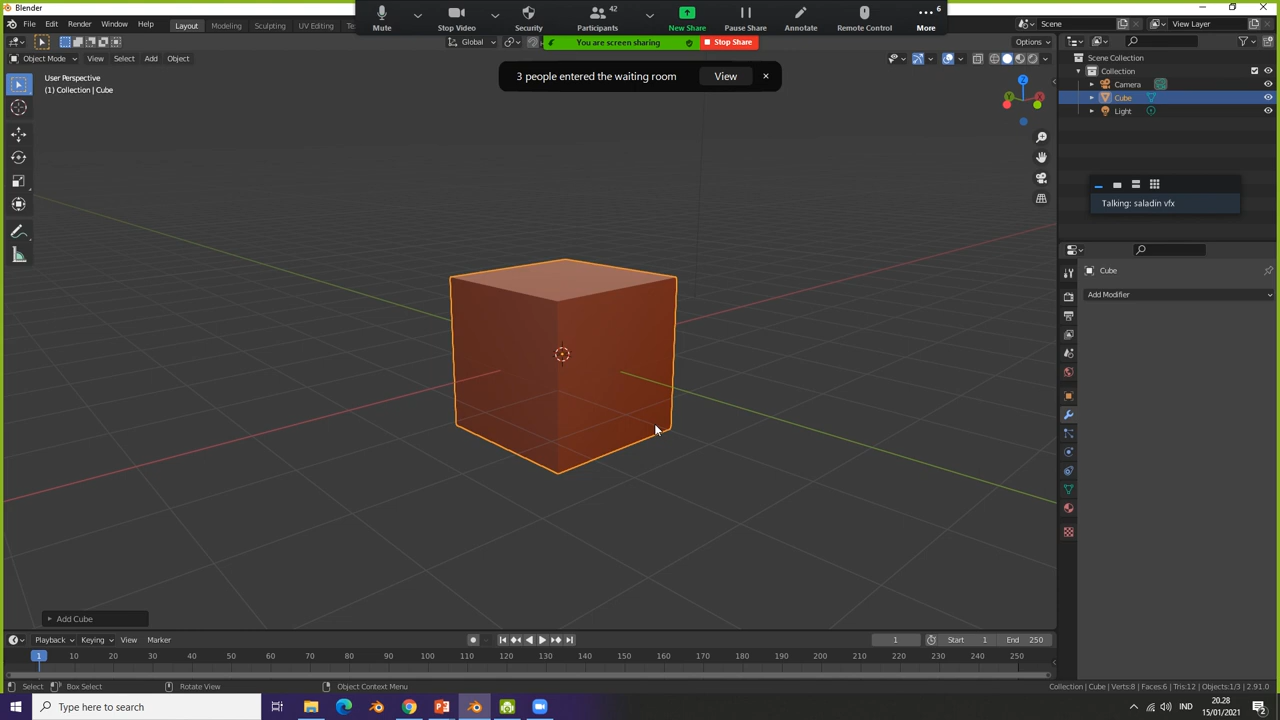 Blender
File Edit Render Window Help Layout Modeling Sculpting UV Editing Te
Mute Stop Video Security Participants 42 New Share Pause Share Annotate Remote Control More 6
Scene View Layer
You are screen sharing Stop Share
Global Options
Object Mode View Select Add Object
3 people entered the waiting room View
User Perspective
(1) Collection | Cube
Z
Y X
Scene Collection
Collection
Camera
Cube
Light
Talking: saladin vfx
Cube
Add Modifier
Add Cube
Playback Keying View Marker
1 Start 1 End 250
1 10 20 30 40 50 60 70 80 90 100 110 120 130 140 150 160 170 180 190 200 210 220 230 240 250
Select Box Select Rotate View Object Context Menu
Collection | Cube | Verts:8 | Faces:6 | Tris:12 | Objects:1/3 | 2.91.0
Type here to search
IND
20.28
15/01/2021
2